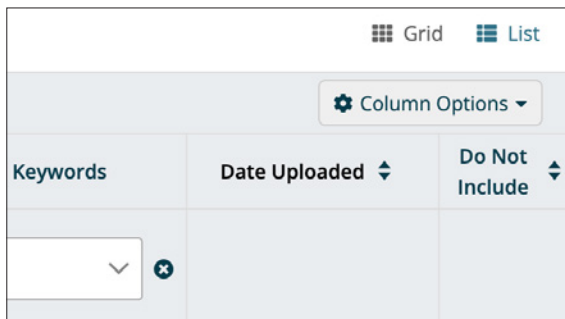 Grid List
Column Options
Keywords Date Uploaded Do Not
Include